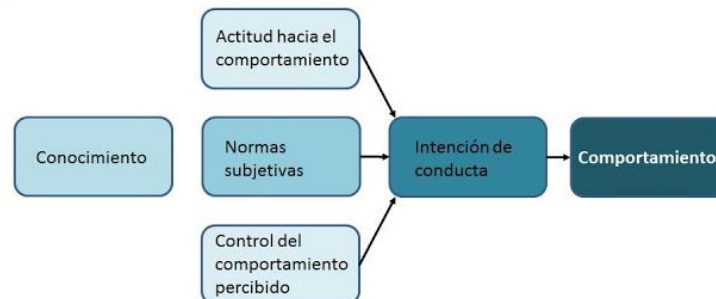 Actitud hacia el
comportamiento
Conocimiento
Normas
subjetivas
Intención de
conducta
Comportamiento
Control del
comportamiento
percibido